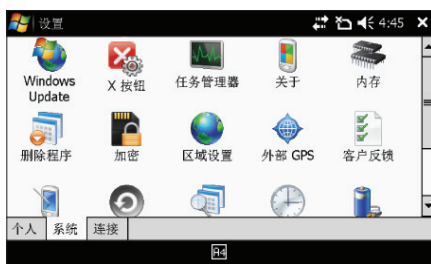 设置 4:45
Windows Update X 按钮 任务管理器 关于 内存
删除程序 加密 区域设置 外部 GPS 客户反馈
个人 系统 连接
A4